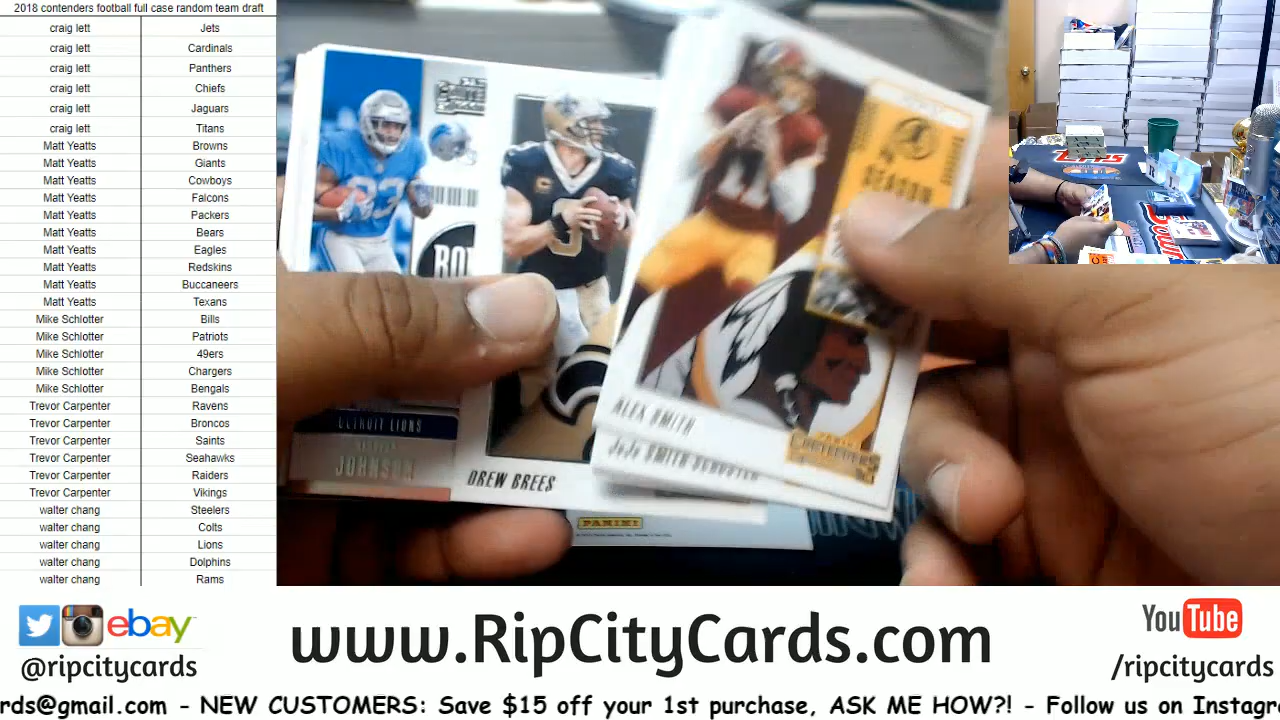 2018 contenders football full case random team draft
craig lett Jets
craig lett Cardinals
craig lett Panthers
craig lett Chiefs
craig lett Jaguars
craig lett Titans
Matt Yeatts Browns
Matt Yeatts Giants
Matt Yeatts Cowboys
Matt Yeatts Falcons
Matt Yeatts Packers
Matt Yeatts Bears
Matt Yeatts Eagles
Matt Yeatts Redskins
Matt Yeatts Buccaneers
Matt Yeatts Texans
Mike Schlotter Bills
Mike Schlotter Patriots
Mike Schlotter 49ers
Mike Schlotter Chargers
Mike Schlotter Bengals
Trevor Carpenter Ravens
Trevor Carpenter Broncos
Trevor Carpenter Saints
Trevor Carpenter Seahawks
Trevor Carpenter Raiders
Trevor Carpenter Vikings
walter chang Steelers
walter chang Colts
walter chang Lions
walter chang Dolphins
walter chang Rams
SEASON
11
9
DETROIT LIONS
JOHNSON
DREW BREES
ALEX SMITH
JuJu SMITH-SCHUSTER
PANINI
CONTENDERS
PANINI
ebay
@ripcitycards
www.RipCityCards.com
YouTube
/ripcitycards
rds@gmail.com - NEW CUSTOMERS: Save $15 off your 1st purchase, ASK ME HOW?! - Follow us on Instagr